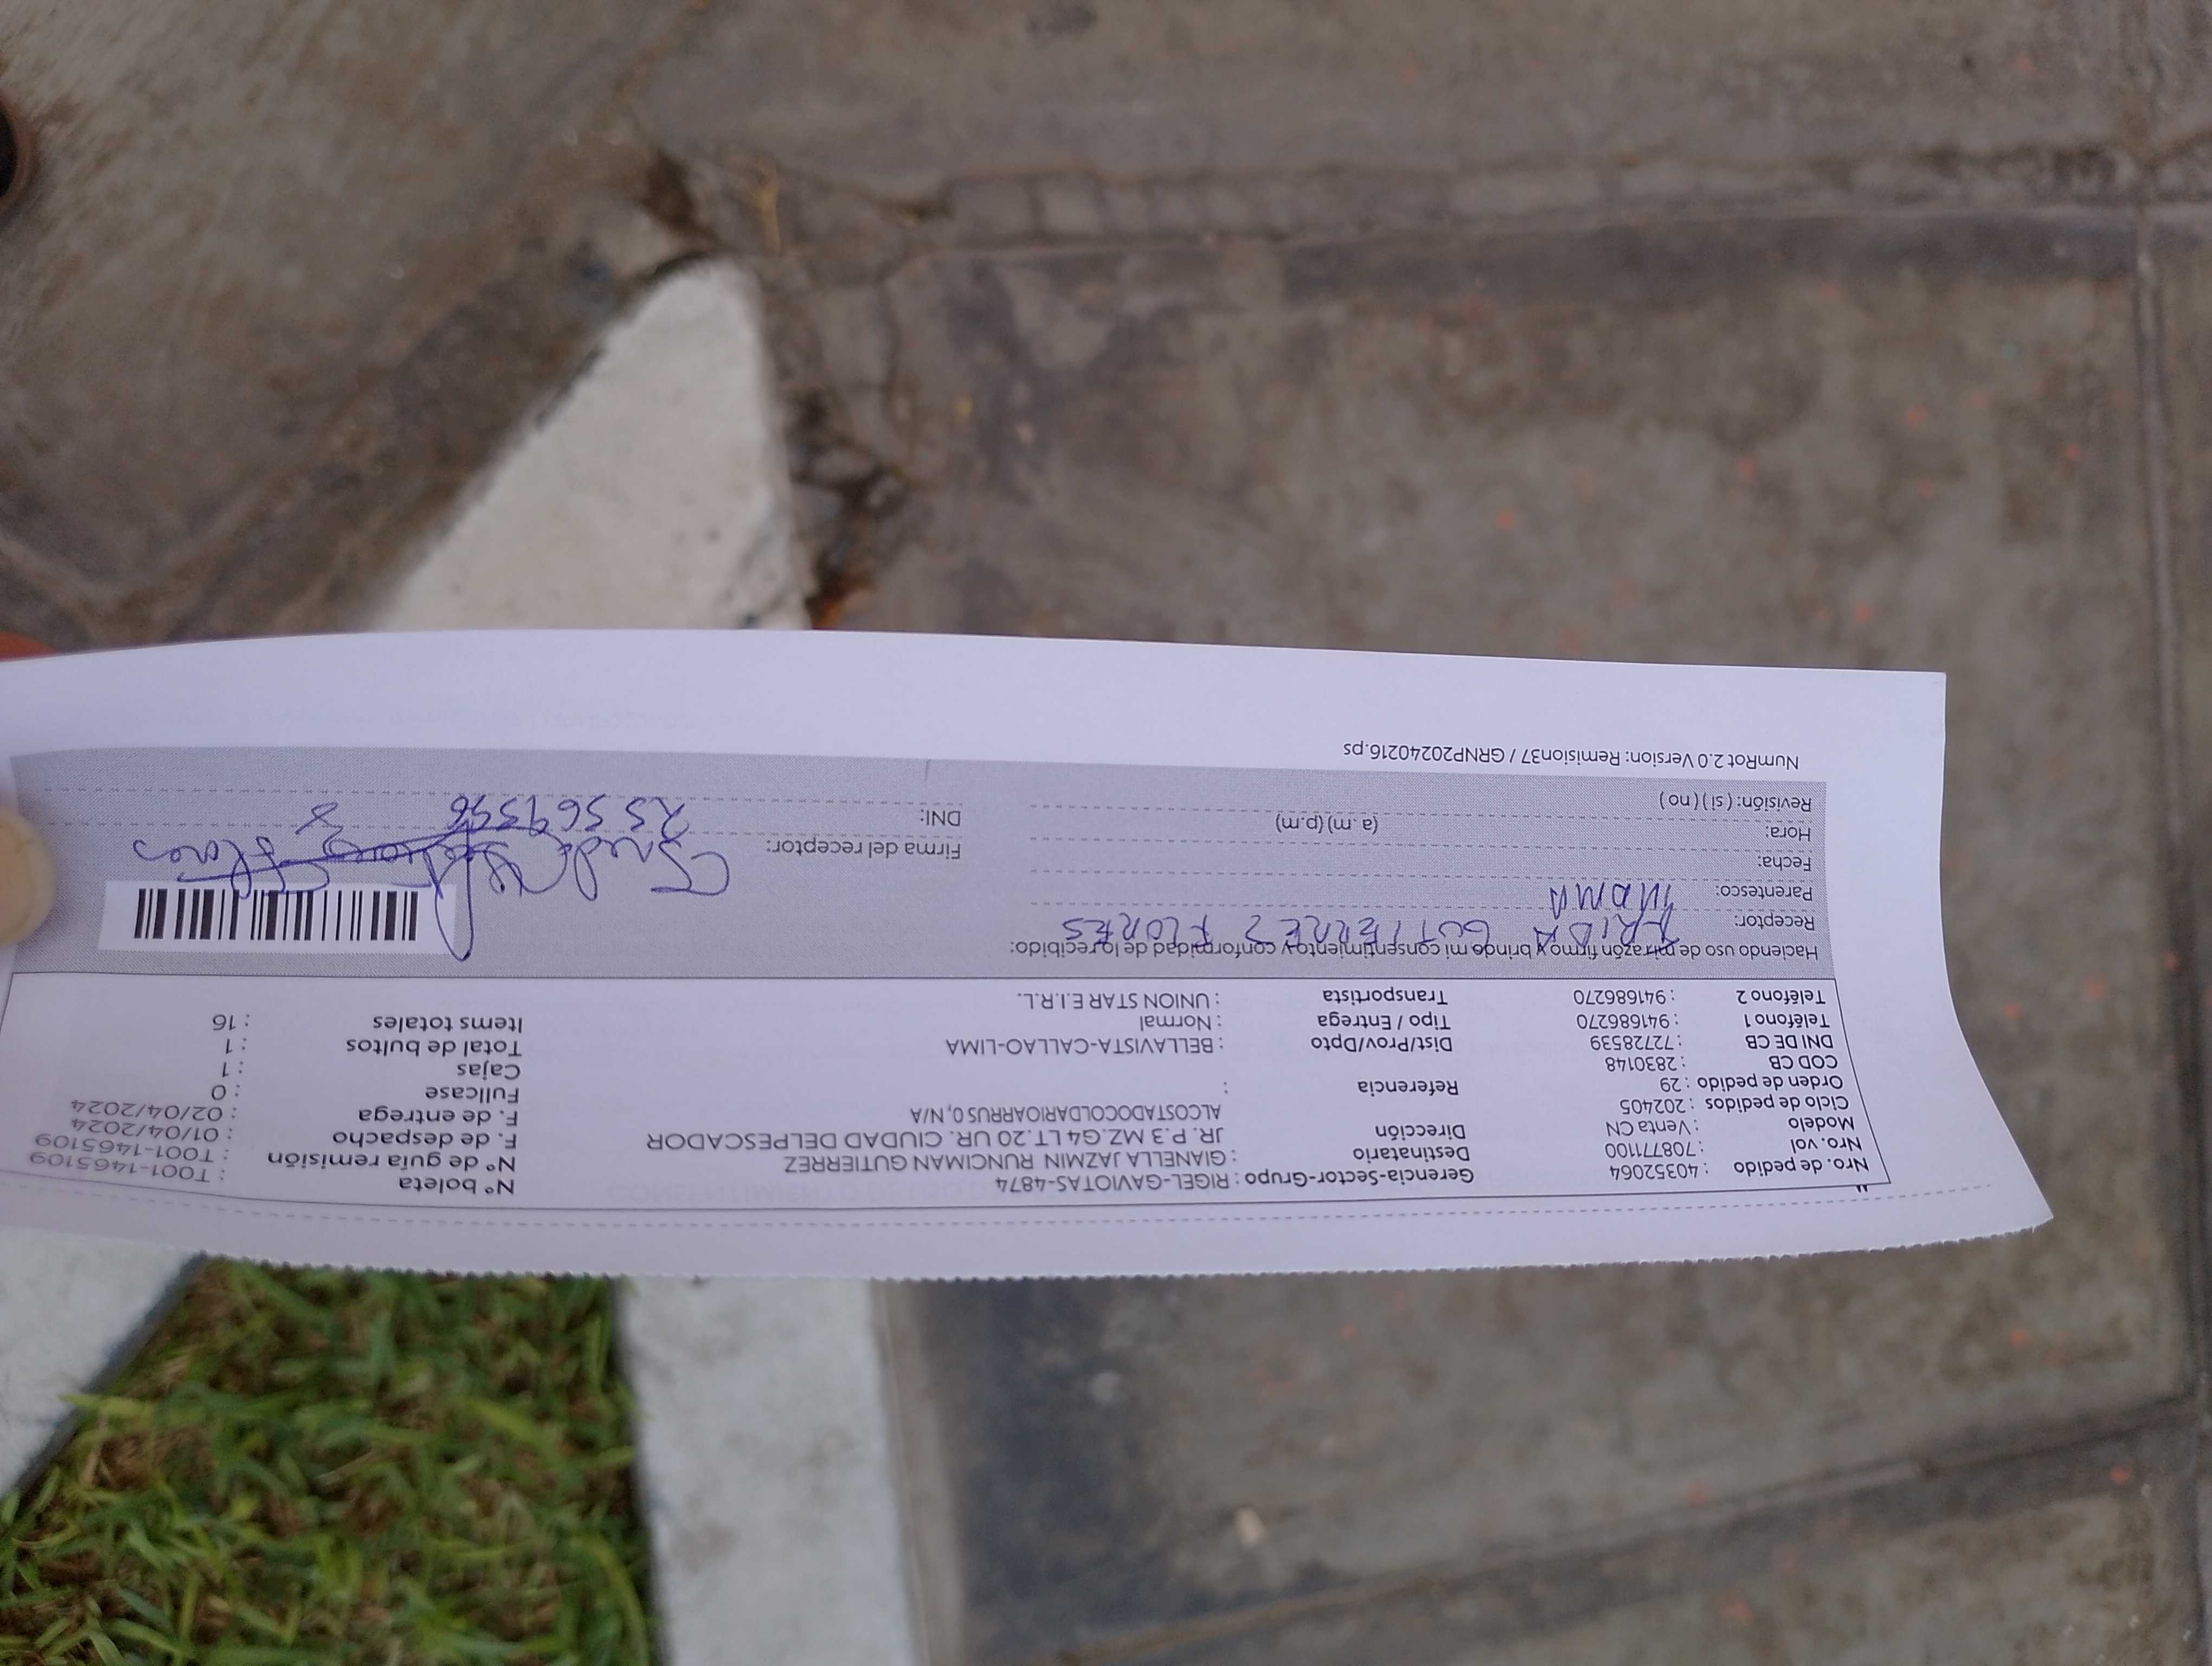 Nro. de pedido : 40352064 Gerencia-Sector-Grupo : RIGEL-GAVIOTAS-4874 Nº boleta : T001-1465109
Nro. vol : 70877100 Destinatario : GIANELLA JAZMIN RUNCIMAN GUTIERREZ Nº de guía remisión : T001-1465109
Modelo : Venta CN Dirección JR. P.3 MZ.G4 LT.20 UR. CIUDAD DELPESCADOR F. de despacho : 01/04/2024
Ciclo de pedidos : 202405 ALCOSTADOCOLDARIOARRUS 0, N/A F. de entrega : 02/04/2024
Orden de pedido : 29 Referencia : Fullcase : 0
COD CB : 2830148 Cajas : 1
DNI DE CB : 72728539 Dist/Prov/Dpto : BELLAVISTA-CALLAO-LIMA Total de bultos : 1
Teléfono 1 : 941686270 Tipo / Entrega : Normal Items totales : 16
Teléfono 2 : 941686270 Transportista : UNION STAR E.I.R.L.
Haciendo uso de mi razón firmo y brindo mi consentimiento y conformidad de lo recibido:
Receptor: FRIDA GUTIERREZ FLORES
Parentesco: MAMA
Fecha: Firma del receptor: Flores
Hora: (a. m) (p.m) DNI:
Revisión: ( si ) ( no )
NumRot 2.0 Version: Remision37 / GRNP20240216.ps